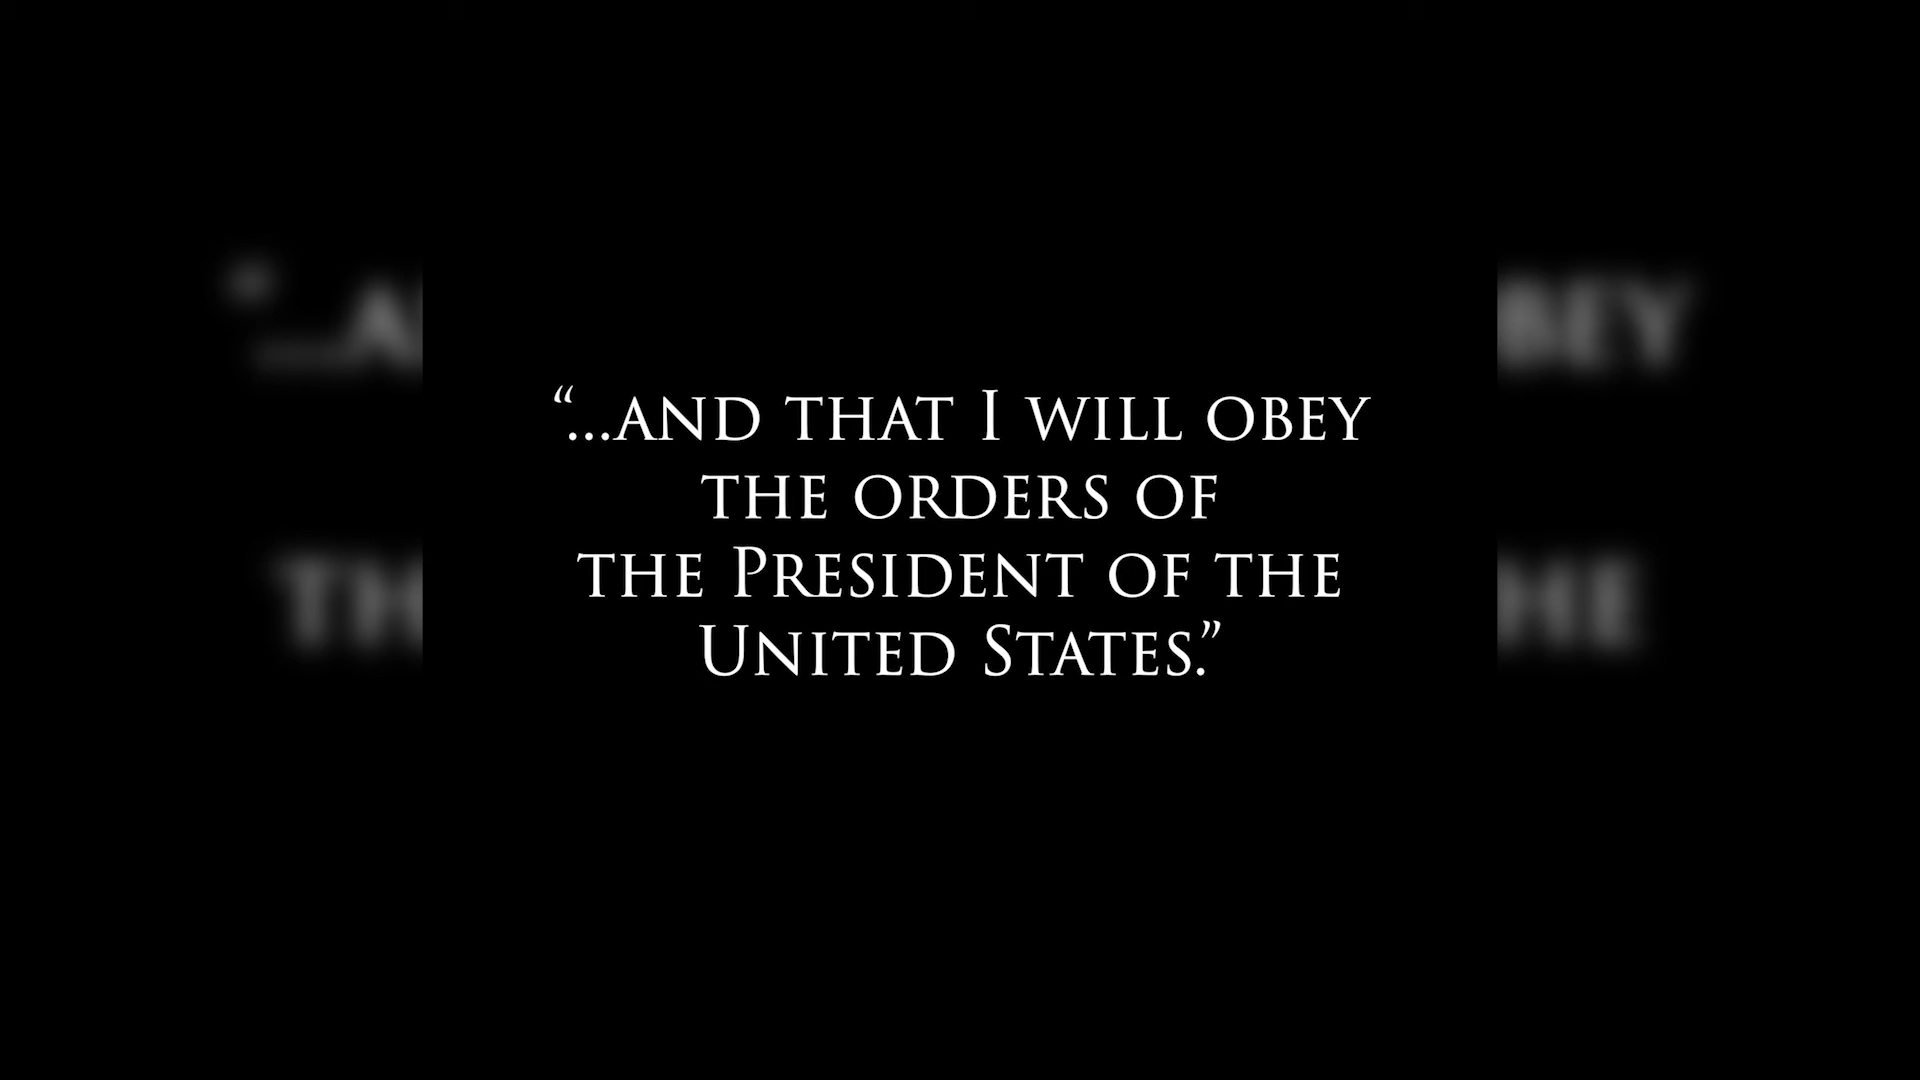 “...and that I will obey
the orders of
the President of the
United States.”